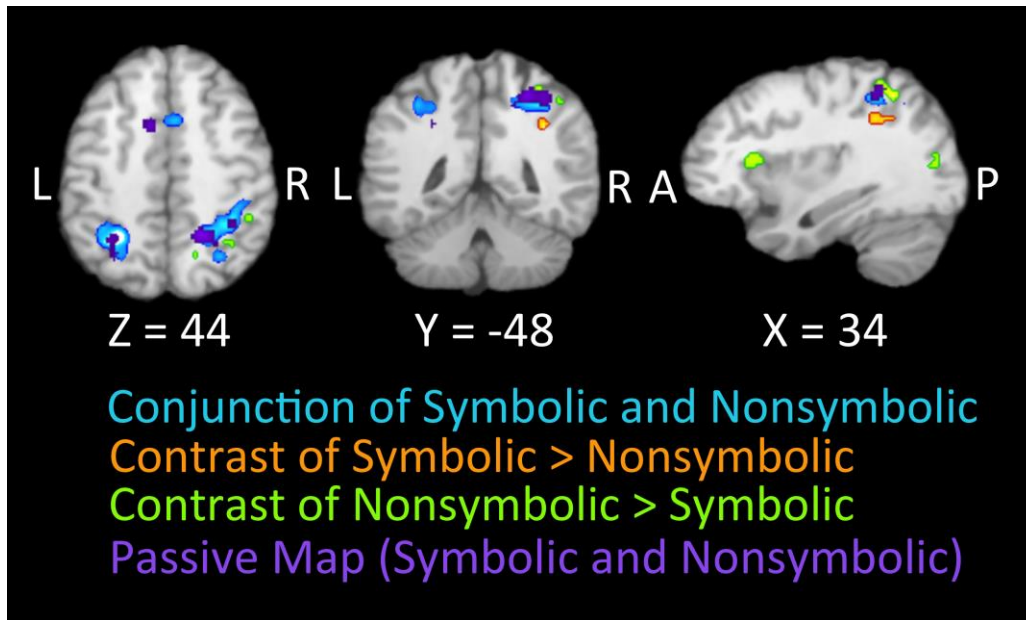 L R L R A P
Z = 44 Y = -48 X = 34
Conjunction of Symbolic and Nonsymbolic
Contrast of Symbolic > Nonsymbolic
Contrast of Nonsymbolic > Symbolic
Passive Map (Symbolic and Nonsymbolic)